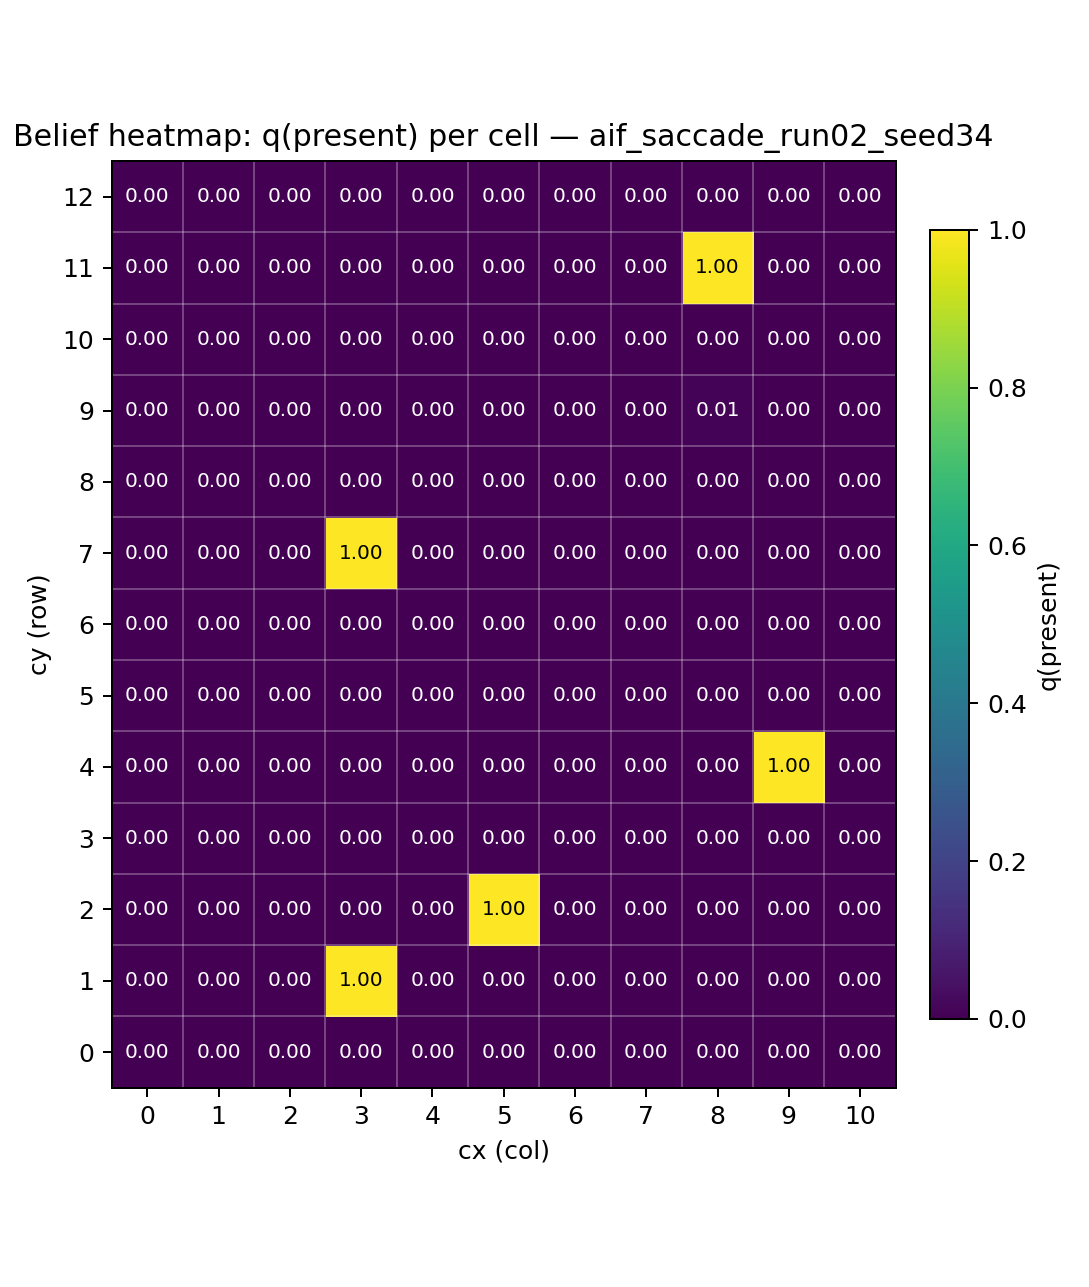 Belief heatmap: q(present) per cell — aif_saccade_run02_seed34
12 0.00 0.00 0.00 0.00 0.00 0.00 0.00 0.00 0.00 0.00 0.00
11 0.00 0.00 0.00 0.00 0.00 0.00 0.00 0.00 1.00 0.00 0.00
10 0.00 0.00 0.00 0.00 0.00 0.00 0.00 0.00 0.00 0.00 0.00
9 0.00 0.00 0.00 0.00 0.00 0.00 0.00 0.00 0.01 0.00 0.00
8 0.00 0.00 0.00 0.00 0.00 0.00 0.00 0.00 0.00 0.00 0.00
7 0.00 0.00 0.00 1.00 0.00 0.00 0.00 0.00 0.00 0.00 0.00
6 0.00 0.00 0.00 0.00 0.00 0.00 0.00 0.00 0.00 0.00 0.00
5 0.00 0.00 0.00 0.00 0.00 0.00 0.00 0.00 0.00 0.00 0.00
4 0.00 0.00 0.00 0.00 0.00 0.00 0.00 0.00 0.00 1.00 0.00
3 0.00 0.00 0.00 0.00 0.00 0.00 0.00 0.00 0.00 0.00 0.00
2 0.00 0.00 0.00 0.00 0.00 1.00 0.00 0.00 0.00 0.00 0.00
1 0.00 0.00 0.00 1.00 0.00 0.00 0.00 0.00 0.00 0.00 0.00
0 0.00 0.00 0.00 0.00 0.00 0.00 0.00 0.00 0.00 0.00 0.00
0 1 2 3 4 5 6 7 8 9 10
cx (col)
cy (row)
1.0
0.8
0.6
0.4
0.2
0.0
q(present)